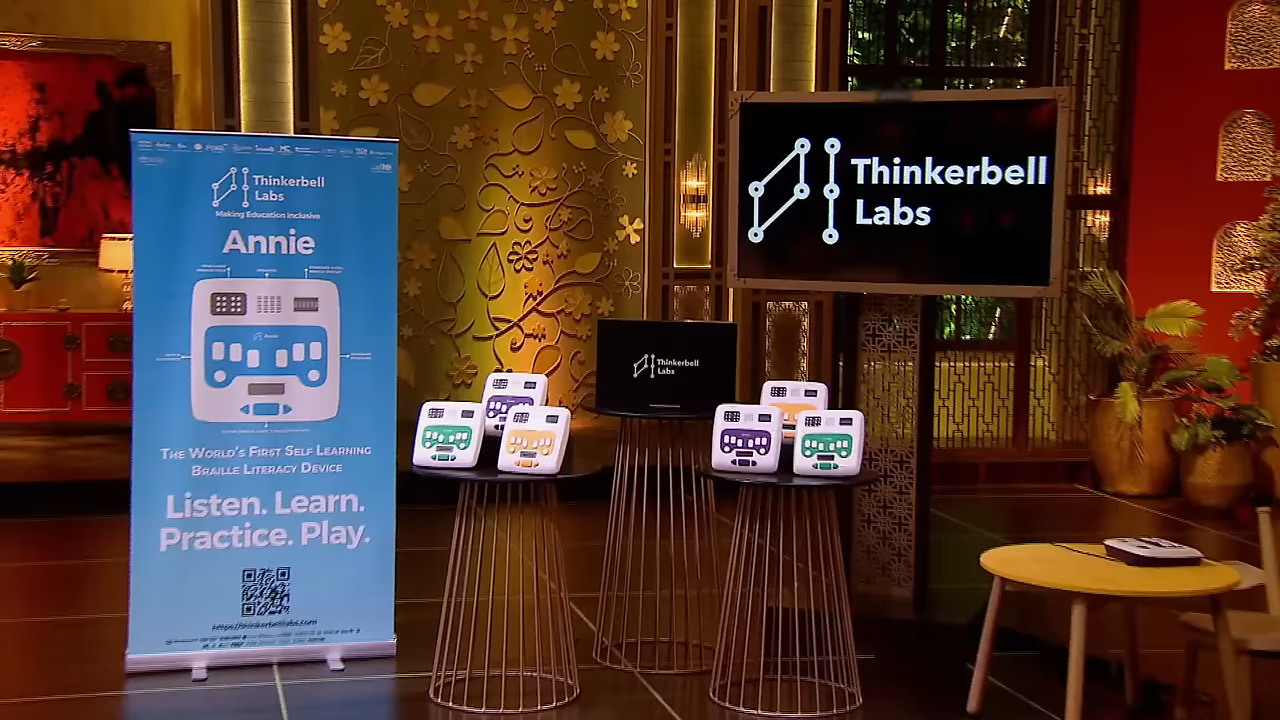 Thinkerbell
Labs
Making Education Inclusive
Annie
The World's First Self Learning
Braille Literacy Device
Listen. Learn.
Practice. Play.
https://thinkerbelllabs.com
Thinkerbell
Labs
Thinkerbell
Labs